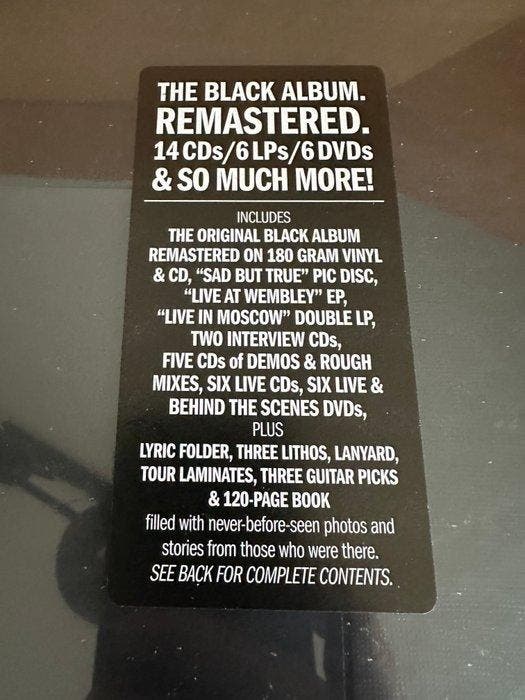 THE BLACK ALBUM.
REMASTERED.
14 CDs/6 LPs/6 DVDs
& SO MUCH MORE!
INCLUDES
THE ORIGINAL BLACK ALBUM
REMASTERED ON 180 GRAM VINYL
& CD, “SAD BUT TRUE” PIC DISC,
“LIVE AT WEMBLEY” EP,
“LIVE IN MOSCOW” DOUBLE LP,
TWO INTERVIEW CDs,
FIVE CDs of DEMOS & ROUGH
MIXES, SIX LIVE CDs, SIX LIVE &
BEHIND THE SCENES DVDs,
PLUS
LYRIC FOLDER, THREE LITHOS, LANYARD,
TOUR LAMINATES, THREE GUITAR PICKS
& 120-PAGE BOOK
filled with never-before-seen photos and
stories from those who were there.
SEE BACK FOR COMPLETE CONTENTS.